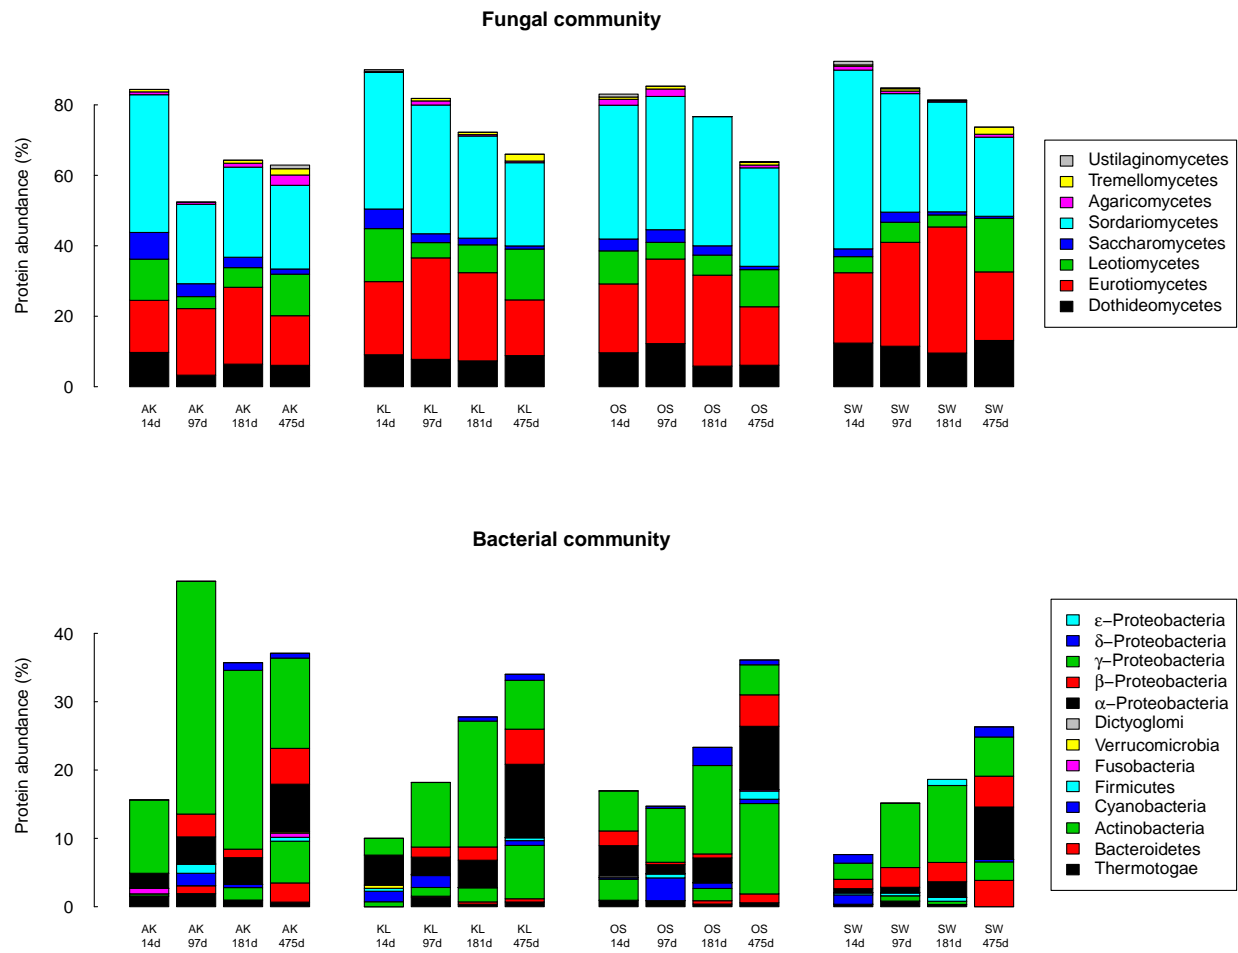 Fungal community
Protein abundance (%)
80
60
40
20
0
AK AK AK AK KL KL KL KL OS OS OS OS SW SW SW SW
14d 97d 181d 475d 14d 97d 181d 475d 14d 97d 181d 475d 14d 97d 181d 475d
Ustilaginomycetes
Tremellomycetes
Agaricomycetes
Sordariomycetes
Saccharomycetes
Leotiomycetes
Eurotiomycetes
Dothideomycetes
Bacterial community
Protein abundance (%)
40
30
20
10
0
AK AK AK AK KL KL KL KL OS OS OS OS SW SW SW SW
14d 97d 181d 475d 14d 97d 181d 475d 14d 97d 181d 475d 14d 97d 181d 475d
ε−Proteobacteria
δ−Proteobacteria
γ−Proteobacteria
β−Proteobacteria
α−Proteobacteria
Dictyoglomi
Verrucomicrobia
Fusobacteria
Firmicutes
Cyanobacteria
Actinobacteria
Bacteroidetes
Thermotogae